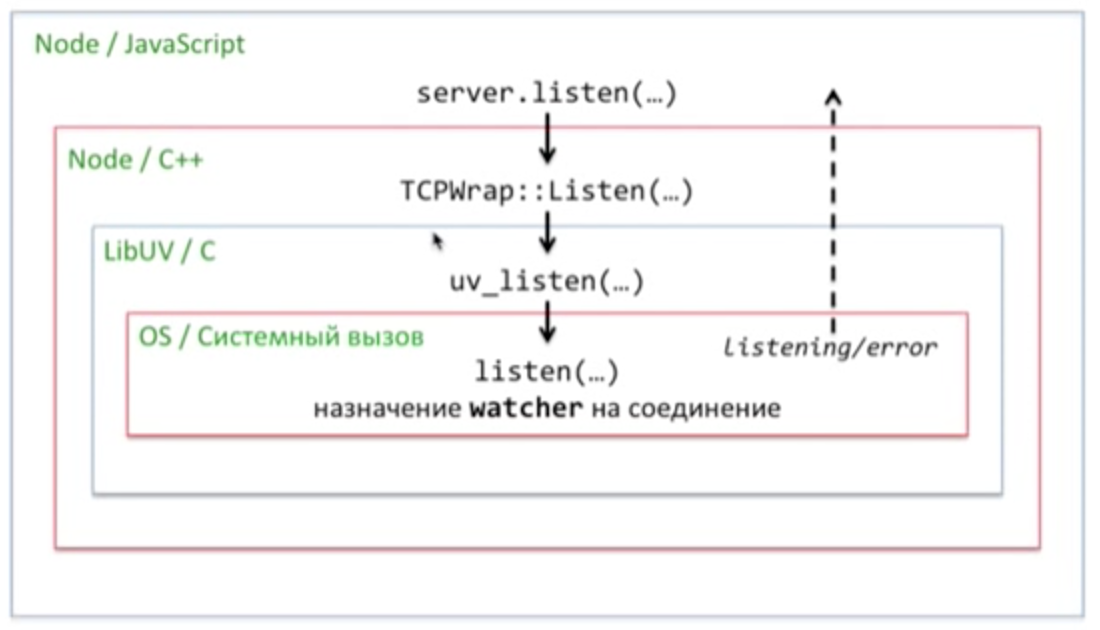 Node / JavaScript
server.listen(…)
Node / C++
TCPWrap::Listen(…)
LibUV / C
uv_listen(…)
OS / Системный вызов
listening/error
listen(…)
назначение watcher на соединение